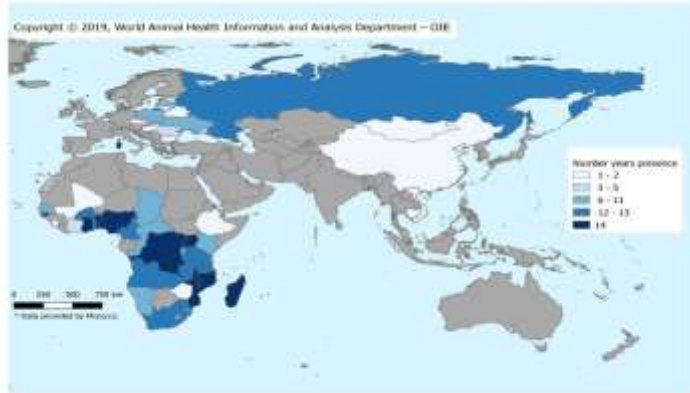 Copyright © 2019, World Animal Health Information and Analysis Department – OIE
Number years presence
1 - 2
3 - 5
6 - 11
12 - 13
14
0 250 500 750 km
* Data provided by Morocco